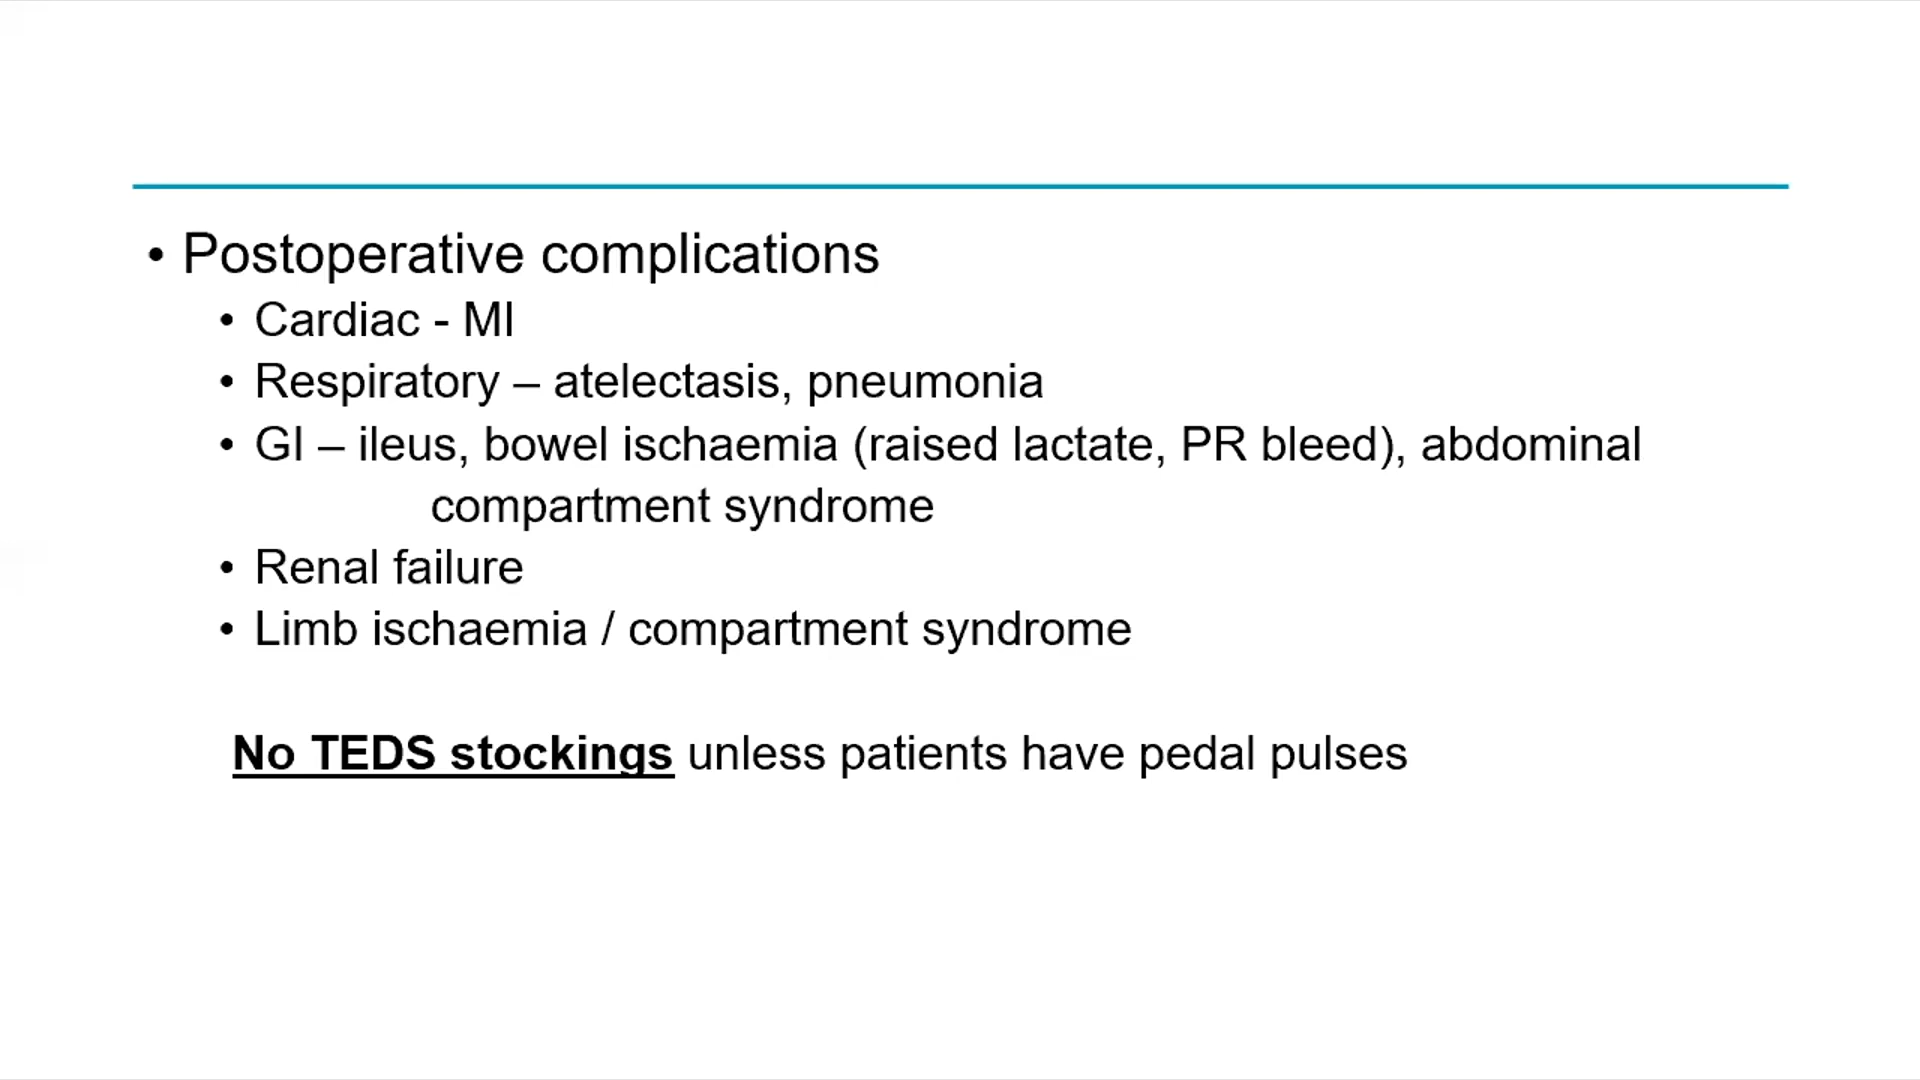 • Postoperative complications
• Cardiac - MI
• Respiratory – atelectasis, pneumonia
• GI – ileus, bowel ischaemia (raised lactate, PR bleed), abdominal
compartment syndrome
• Renal failure
• Limb ischaemia / compartment syndrome
No TEDS stockings unless patients have pedal pulses